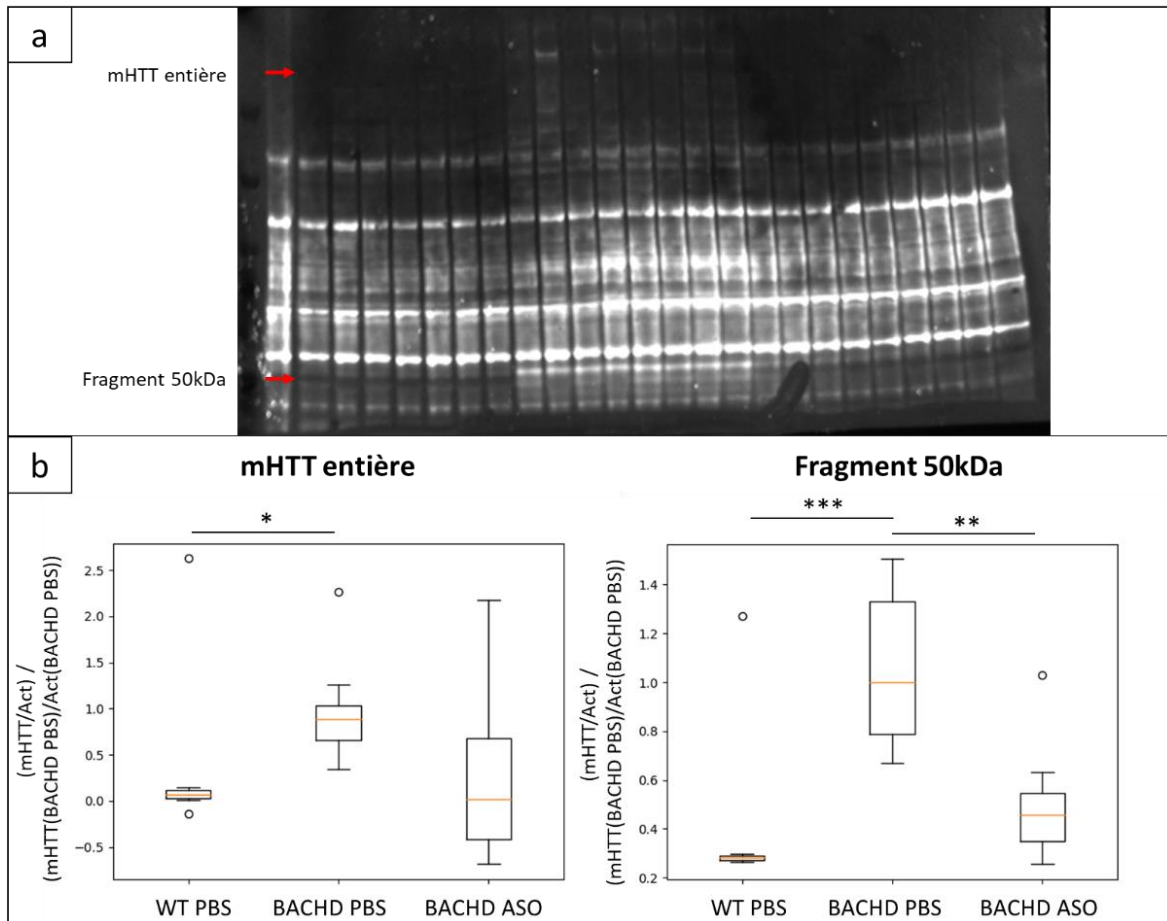 a
mHTT entière
Fragment 50kDa
b
mHTT entière
Fragment 50kDa
*
***
**
(mHTT/Act) /
(mHTT(BACHD PBS)/Act(BACHD PBS))
2.5
2.0
1.5
1.0
0.5
0.0
−0.5
WT PBS
BACHD PBS
BACHD ASO
(mHTT/Act) /
(mHTT(BACHD PBS)/Act(BACHD PBS))
1.4
1.2
1.0
0.8
0.6
0.4
0.2
WT PBS
BACHD PBS
BACHD ASO